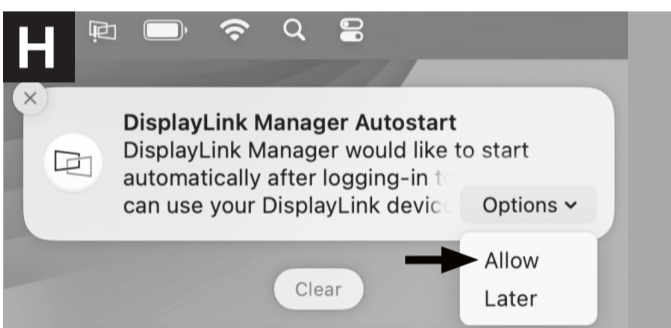 H
DisplayLink Manager Autostart
DisplayLink Manager would like to start
automatically after logging-in
can use your DisplayLink
Options
Allow
Later
Clear